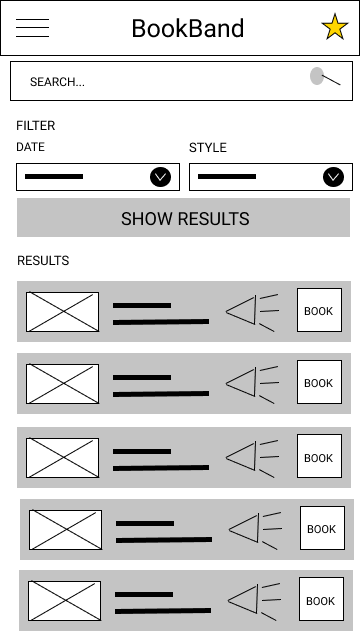 BookBand
SEARCH...
FILTER
DATE
STYLE
SHOW RESULTS
RESULTS
BOOK
BOOK
BOOK
BOOK
BOOK